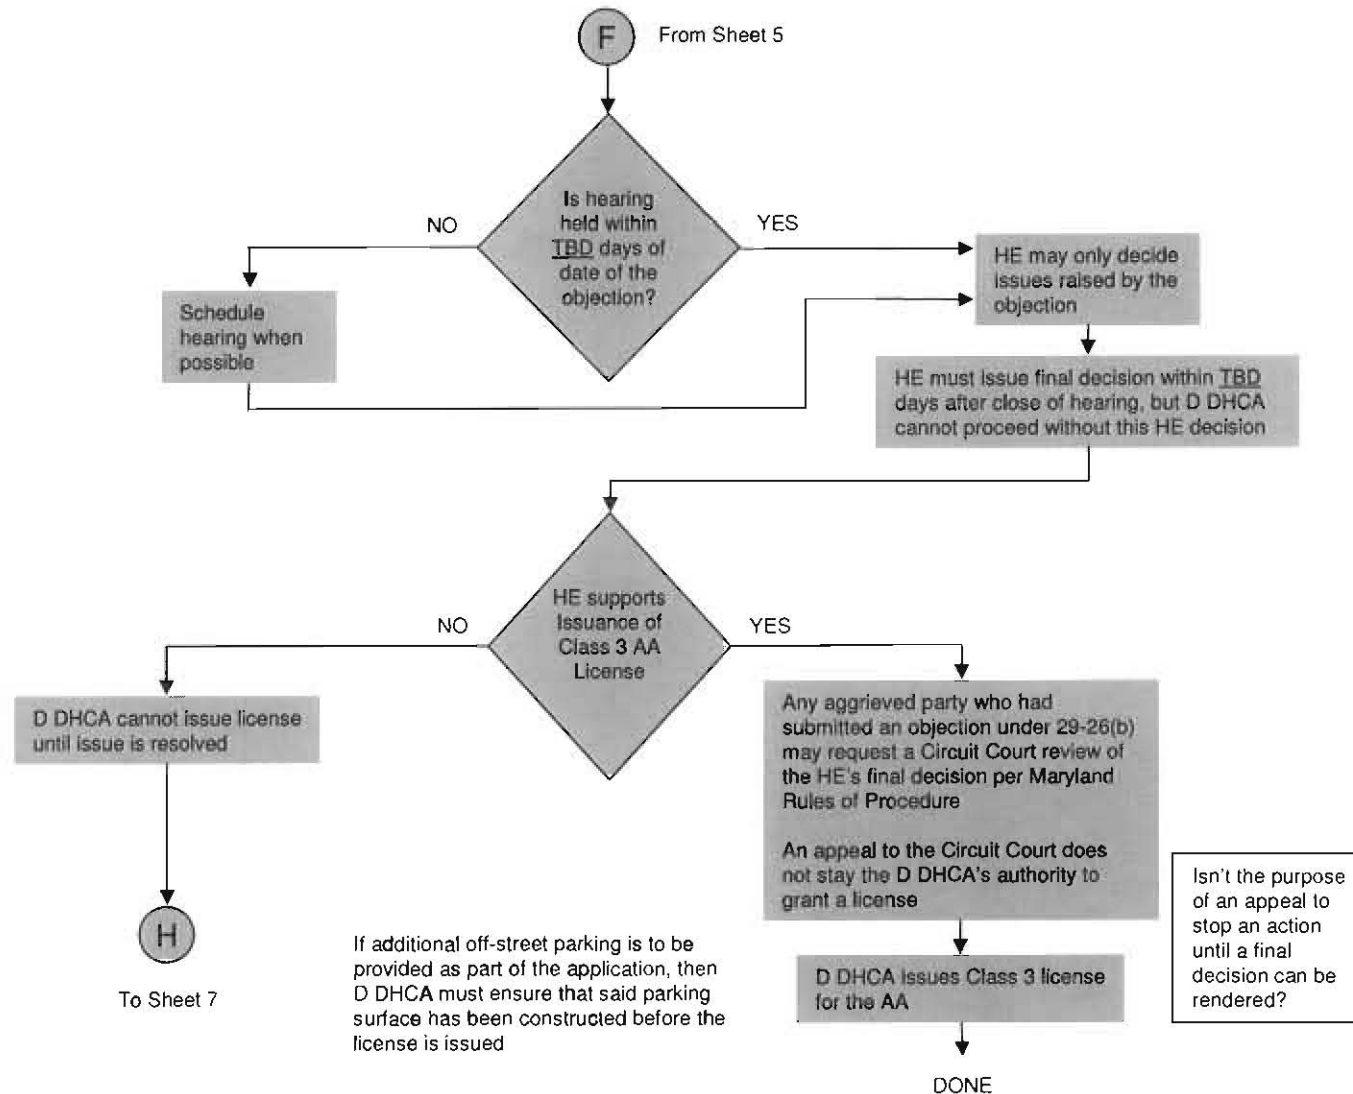 F
From Sheet 5
Is hearing
held within
TBD days of
date of the
objection?
NO
YES
Schedule
hearing when
possible
HE may only decide
issues raised by the
objection
HE must issue final decision within TBD
days after close of hearing, but D DHCA
cannot proceed without this HE decision
HE supports
Issuance of
Class 3 AA
License
NO
YES
D DHCA cannot issue license
until issue is resolved
H
To Sheet 7
Any aggrieved party who had
submitted an objection under 29-26(b)
may request a Circuit Court review of
the HE's final decision per Maryland
Rules of Procedure
An appeal to the Circuit Court does
not stay the D DHCA's authority to
grant a license
Isn't the purpose
of an appeal to
stop an action
until a final
decision can be
rendered?
If additional off-street parking is to be
provided as part of the application, then
D DHCA must ensure that said parking
surface has been constructed before the
license is issued
D DHCA issues Class 3 license
for the AA
DONE